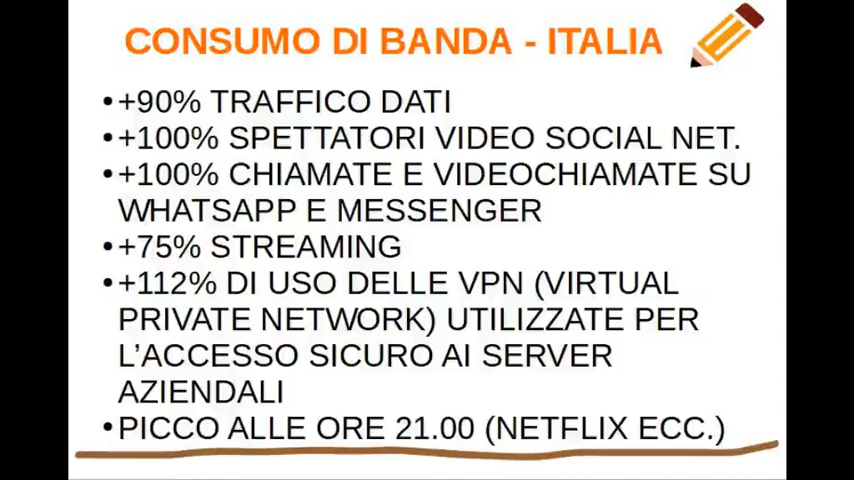 CONSUMO DI BANDA - ITALIA
•+90% TRAFFICO DATI
•+100% SPETTATORI VIDEO SOCIAL NET.
•+100% CHIAMATE E VIDEOCHIAMATE SU
WHATSAPP E MESSENGER
•+75% STREAMING
•+112% DI USO DELLE VPN (VIRTUAL
PRIVATE NETWORK) UTILIZZATE PER
L’ACCESSO SICURO AI SERVER
AZIENDALI
•PICCO ALLE ORE 21.00 (NETFLIX ECC.)